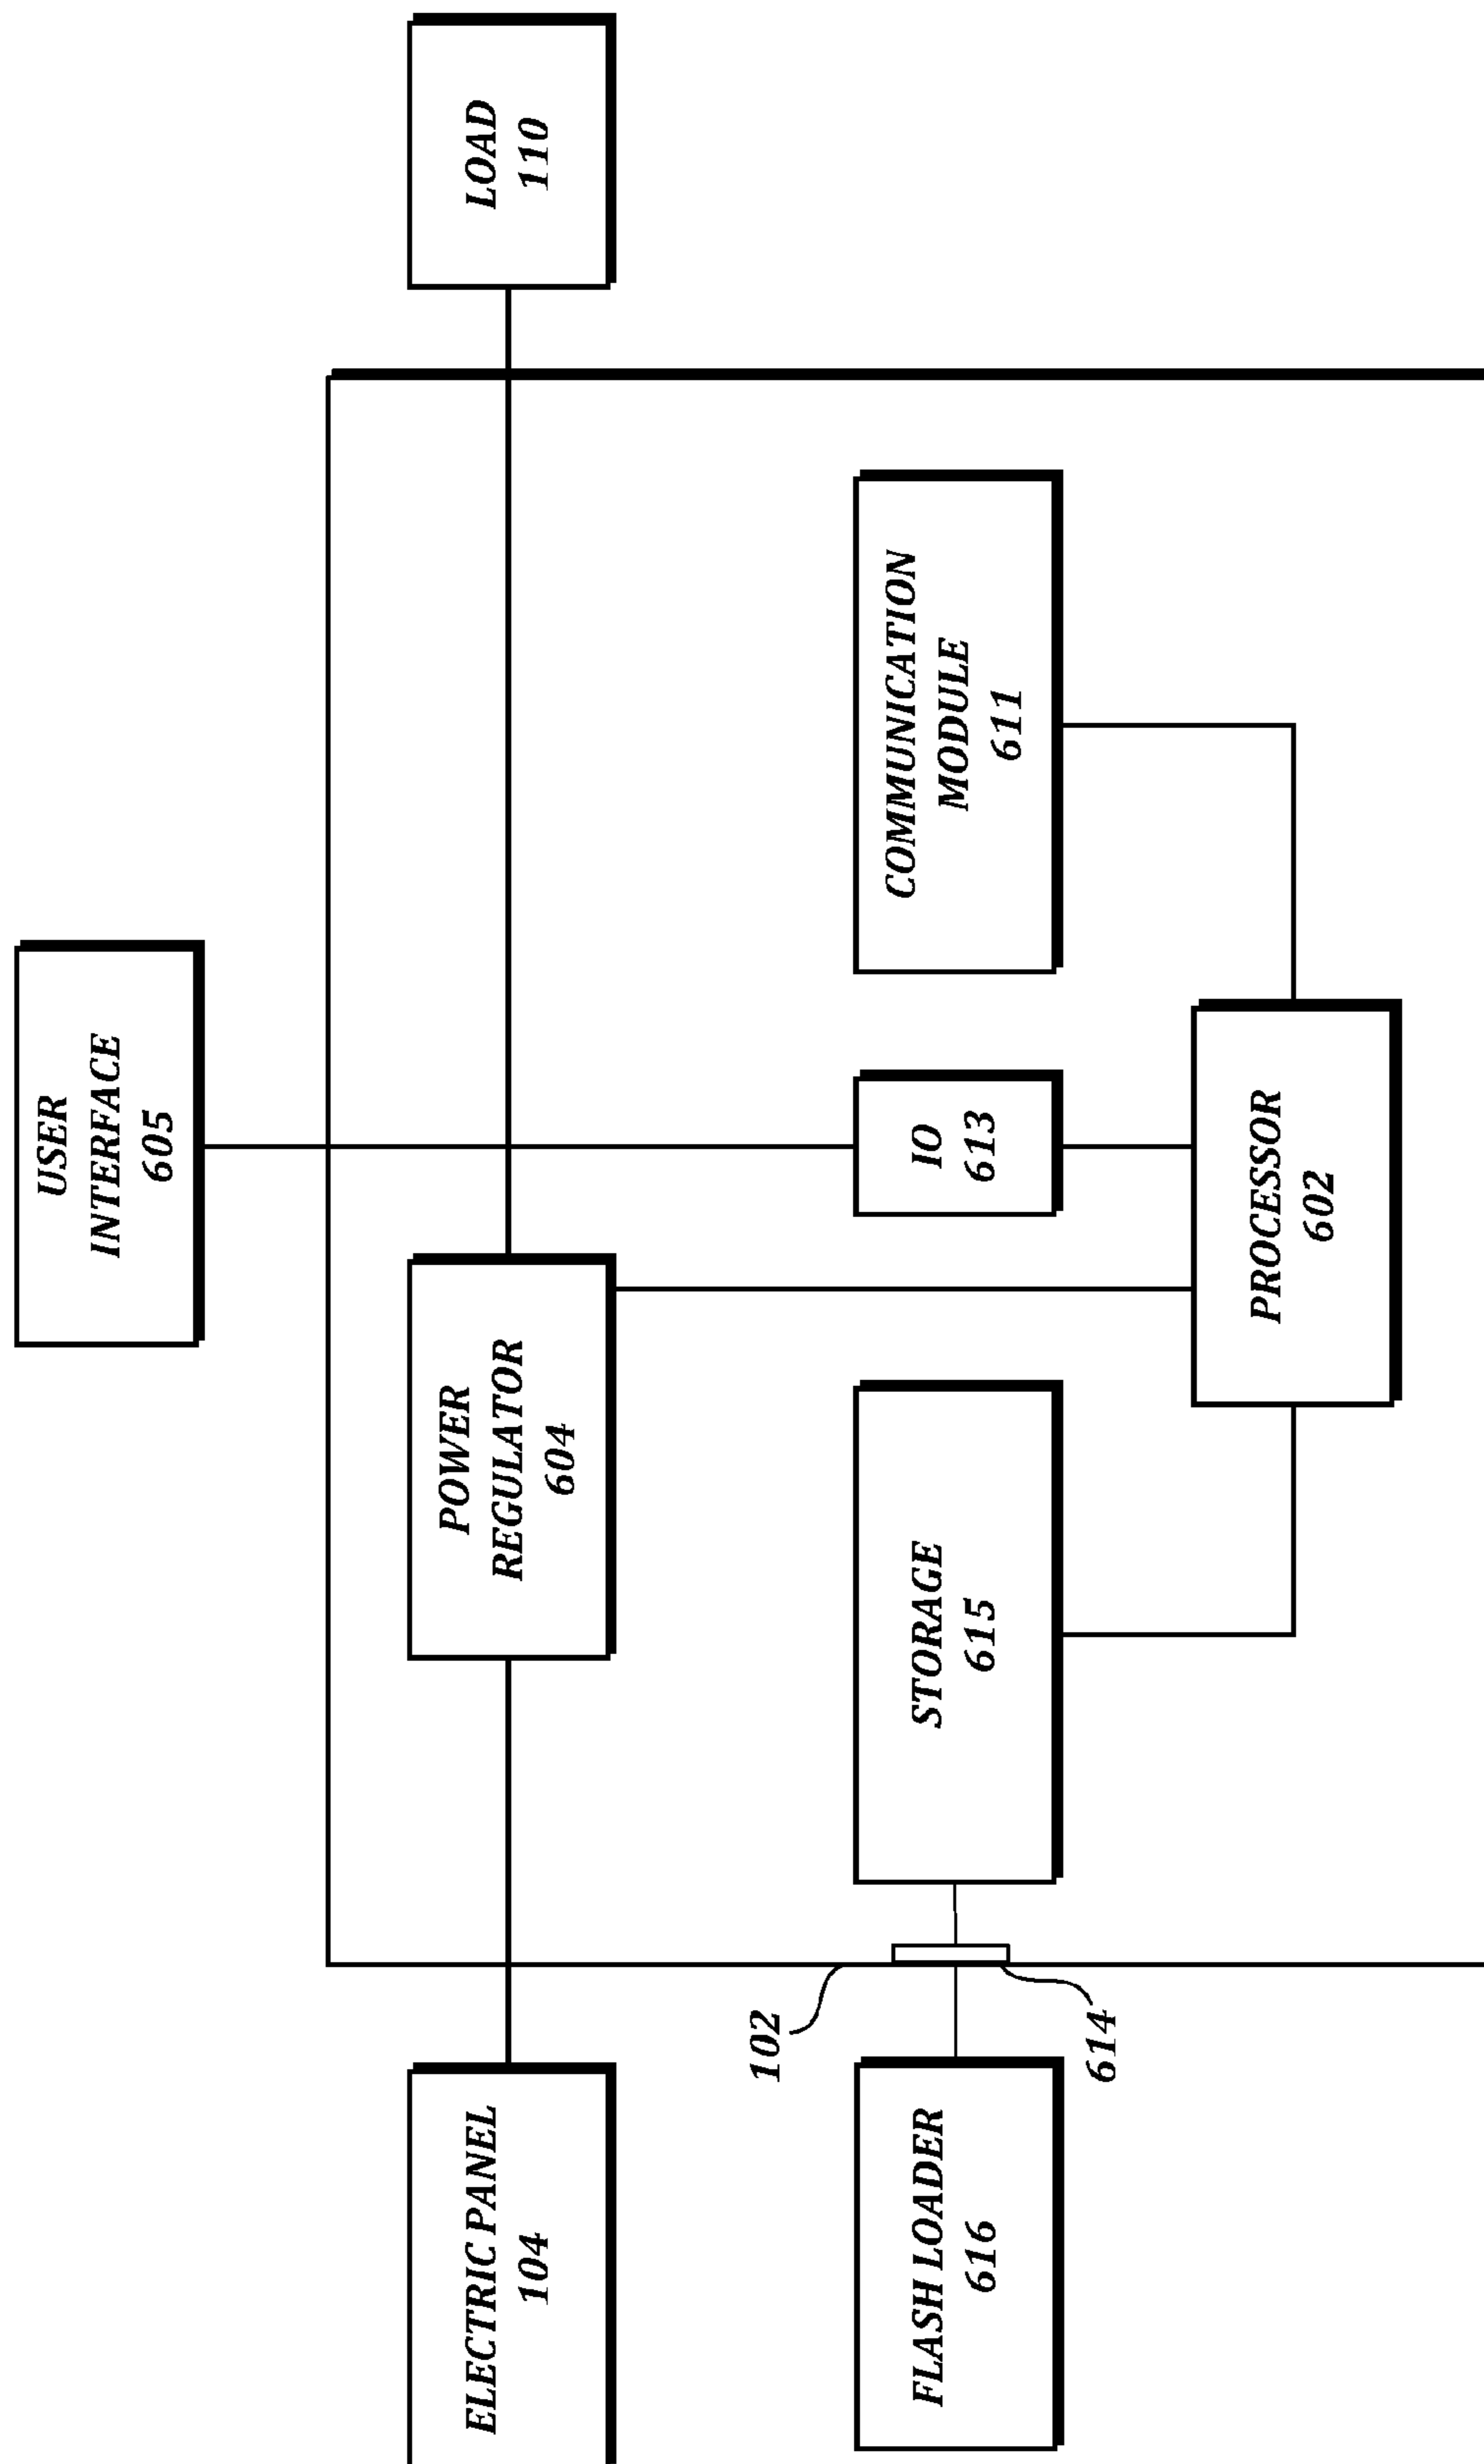 USER
INTERFACE
605
ELECTRIC PANEL
104
POWER
REGULATOR
604
LOAD
110
102
FLASH LOADER
616
614
STORAGE
615
IO
613
COMMUNICATION
MODULE
611
PROCESSOR
602